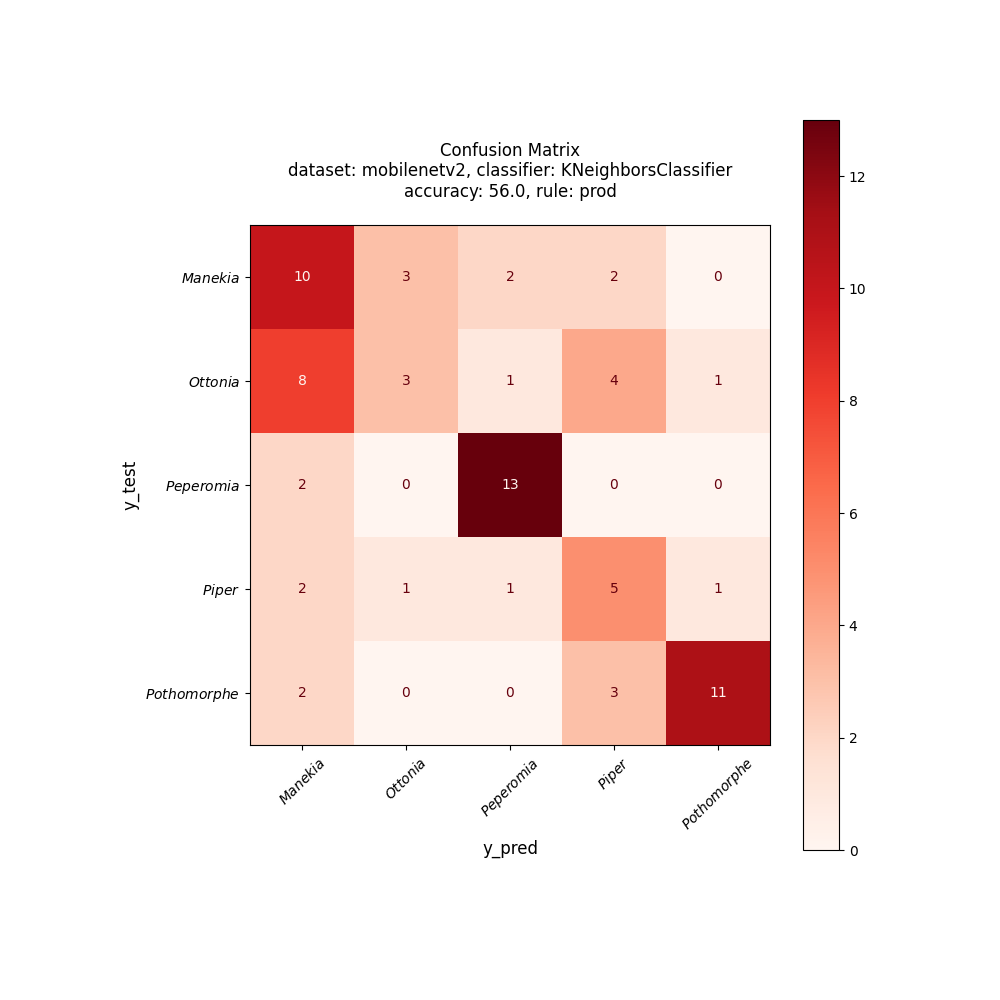 Confusion Matrix
dataset: mobilenetv2, classifier: KNeighborsClassifier
accuracy: 56.0, rule: prod
y_test
Manekia 10 3 2 2 0
Ottonia 8 3 1 4 1
Peperomia 2 0 13 0 0
Piper 2 1 1 5 1
Pothomorphe 2 0 0 3 11
Manekia Ottonia Peperomia Piper Pothomorphe
y_pred
12
10
8
6
4
2
0